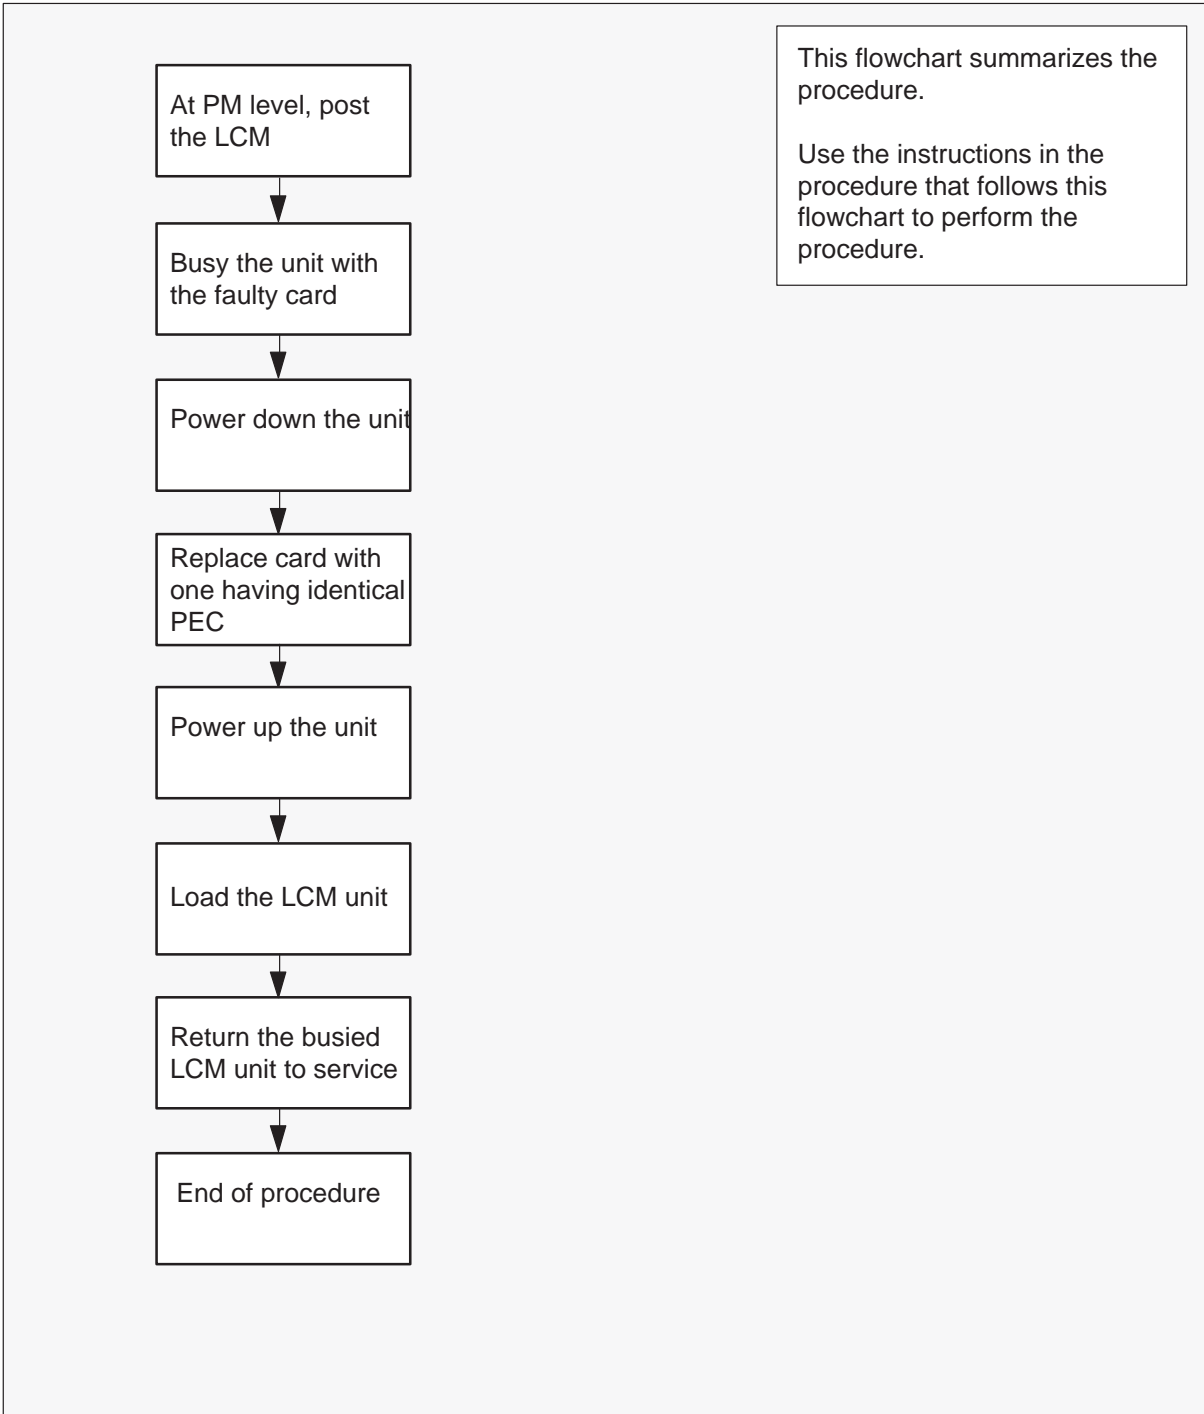 At PM level, post
the LCM
Busy the unit with
the faulty card
Power down the unit
Replace card with
one having identical
PEC
Power up the unit
Load the LCM unit
Return the busied
LCM unit to service
End of procedure
This flowchart summarizes the
procedure.
Use the instructions in the
procedure that follows this
flowchart to perform the
procedure.